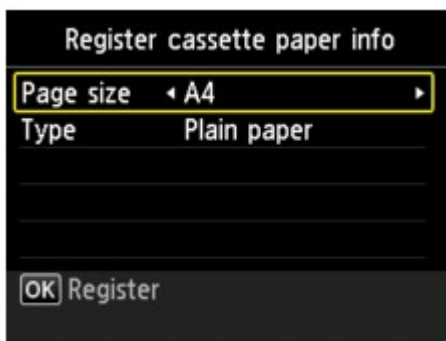 Register cassette paper info
Page size A4
Type Plain paper
OK Register